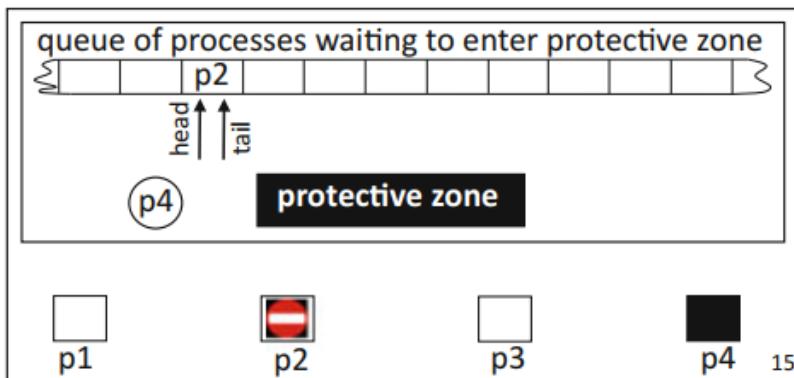 queue of processes waiting to enter protective zone
p2
head
tail
p4
protective zone
p1
p2
p3
p4
15